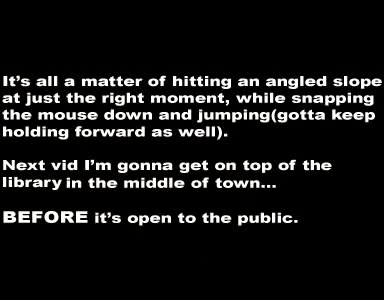 It's all a matter of hitting an angled slope
at just the right moment, while snapping
the mouse down and jumping(gotta keep
holding forward as well).
Next vid I'm gonna get on top of the
library in the middle of town...
BEFORE it's open to the public.